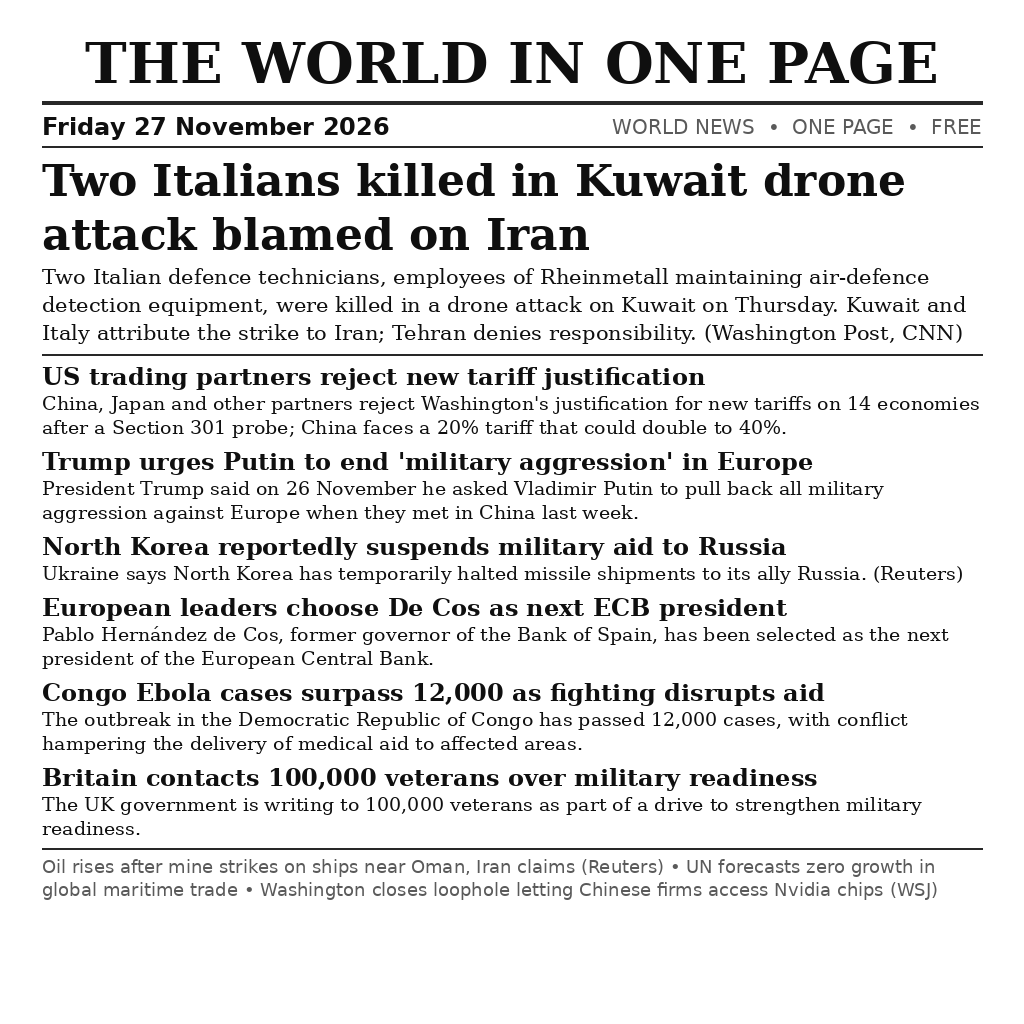 THE WORLD IN ONE PAGE
Friday 27 November 2026
WORLD NEWS • ONE PAGE • FREE
Two Italians killed in Kuwait drone
attack blamed on Iran
Two Italian defence technicians, employees of Rheinmetall maintaining air-defence
detection equipment, were killed in a drone attack on Kuwait on Thursday. Kuwait and
Italy attribute the strike to Iran; Tehran denies responsibility. (Washington Post, CNN)
US trading partners reject new tariff justification
China, Japan and other partners reject Washington's justification for new tariffs on 14 economies
after a Section 301 probe; China faces a 20% tariff that could double to 40%.
Trump urges Putin to end 'military aggression' in Europe
President Trump said on 26 November he asked Vladimir Putin to pull back all military
aggression against Europe when they met in China last week.
North Korea reportedly suspends military aid to Russia
Ukraine says North Korea has temporarily halted missile shipments to its ally Russia. (Reuters)
European leaders choose De Cos as next ECB president
Pablo Hernández de Cos, former governor of the Bank of Spain, has been selected as the next
president of the European Central Bank.
Congo Ebola cases surpass 12,000 as fighting disrupts aid
The outbreak in the Democratic Republic of Congo has passed 12,000 cases, with conflict
hampering the delivery of medical aid to affected areas.
Britain contacts 100,000 veterans over military readiness
The UK government is writing to 100,000 veterans as part of a drive to strengthen military
readiness.
Oil rises after mine strikes on ships near Oman, Iran claims (Reuters) • UN forecasts zero growth in
global maritime trade • Washington closes loophole letting Chinese firms access Nvidia chips (WSJ)